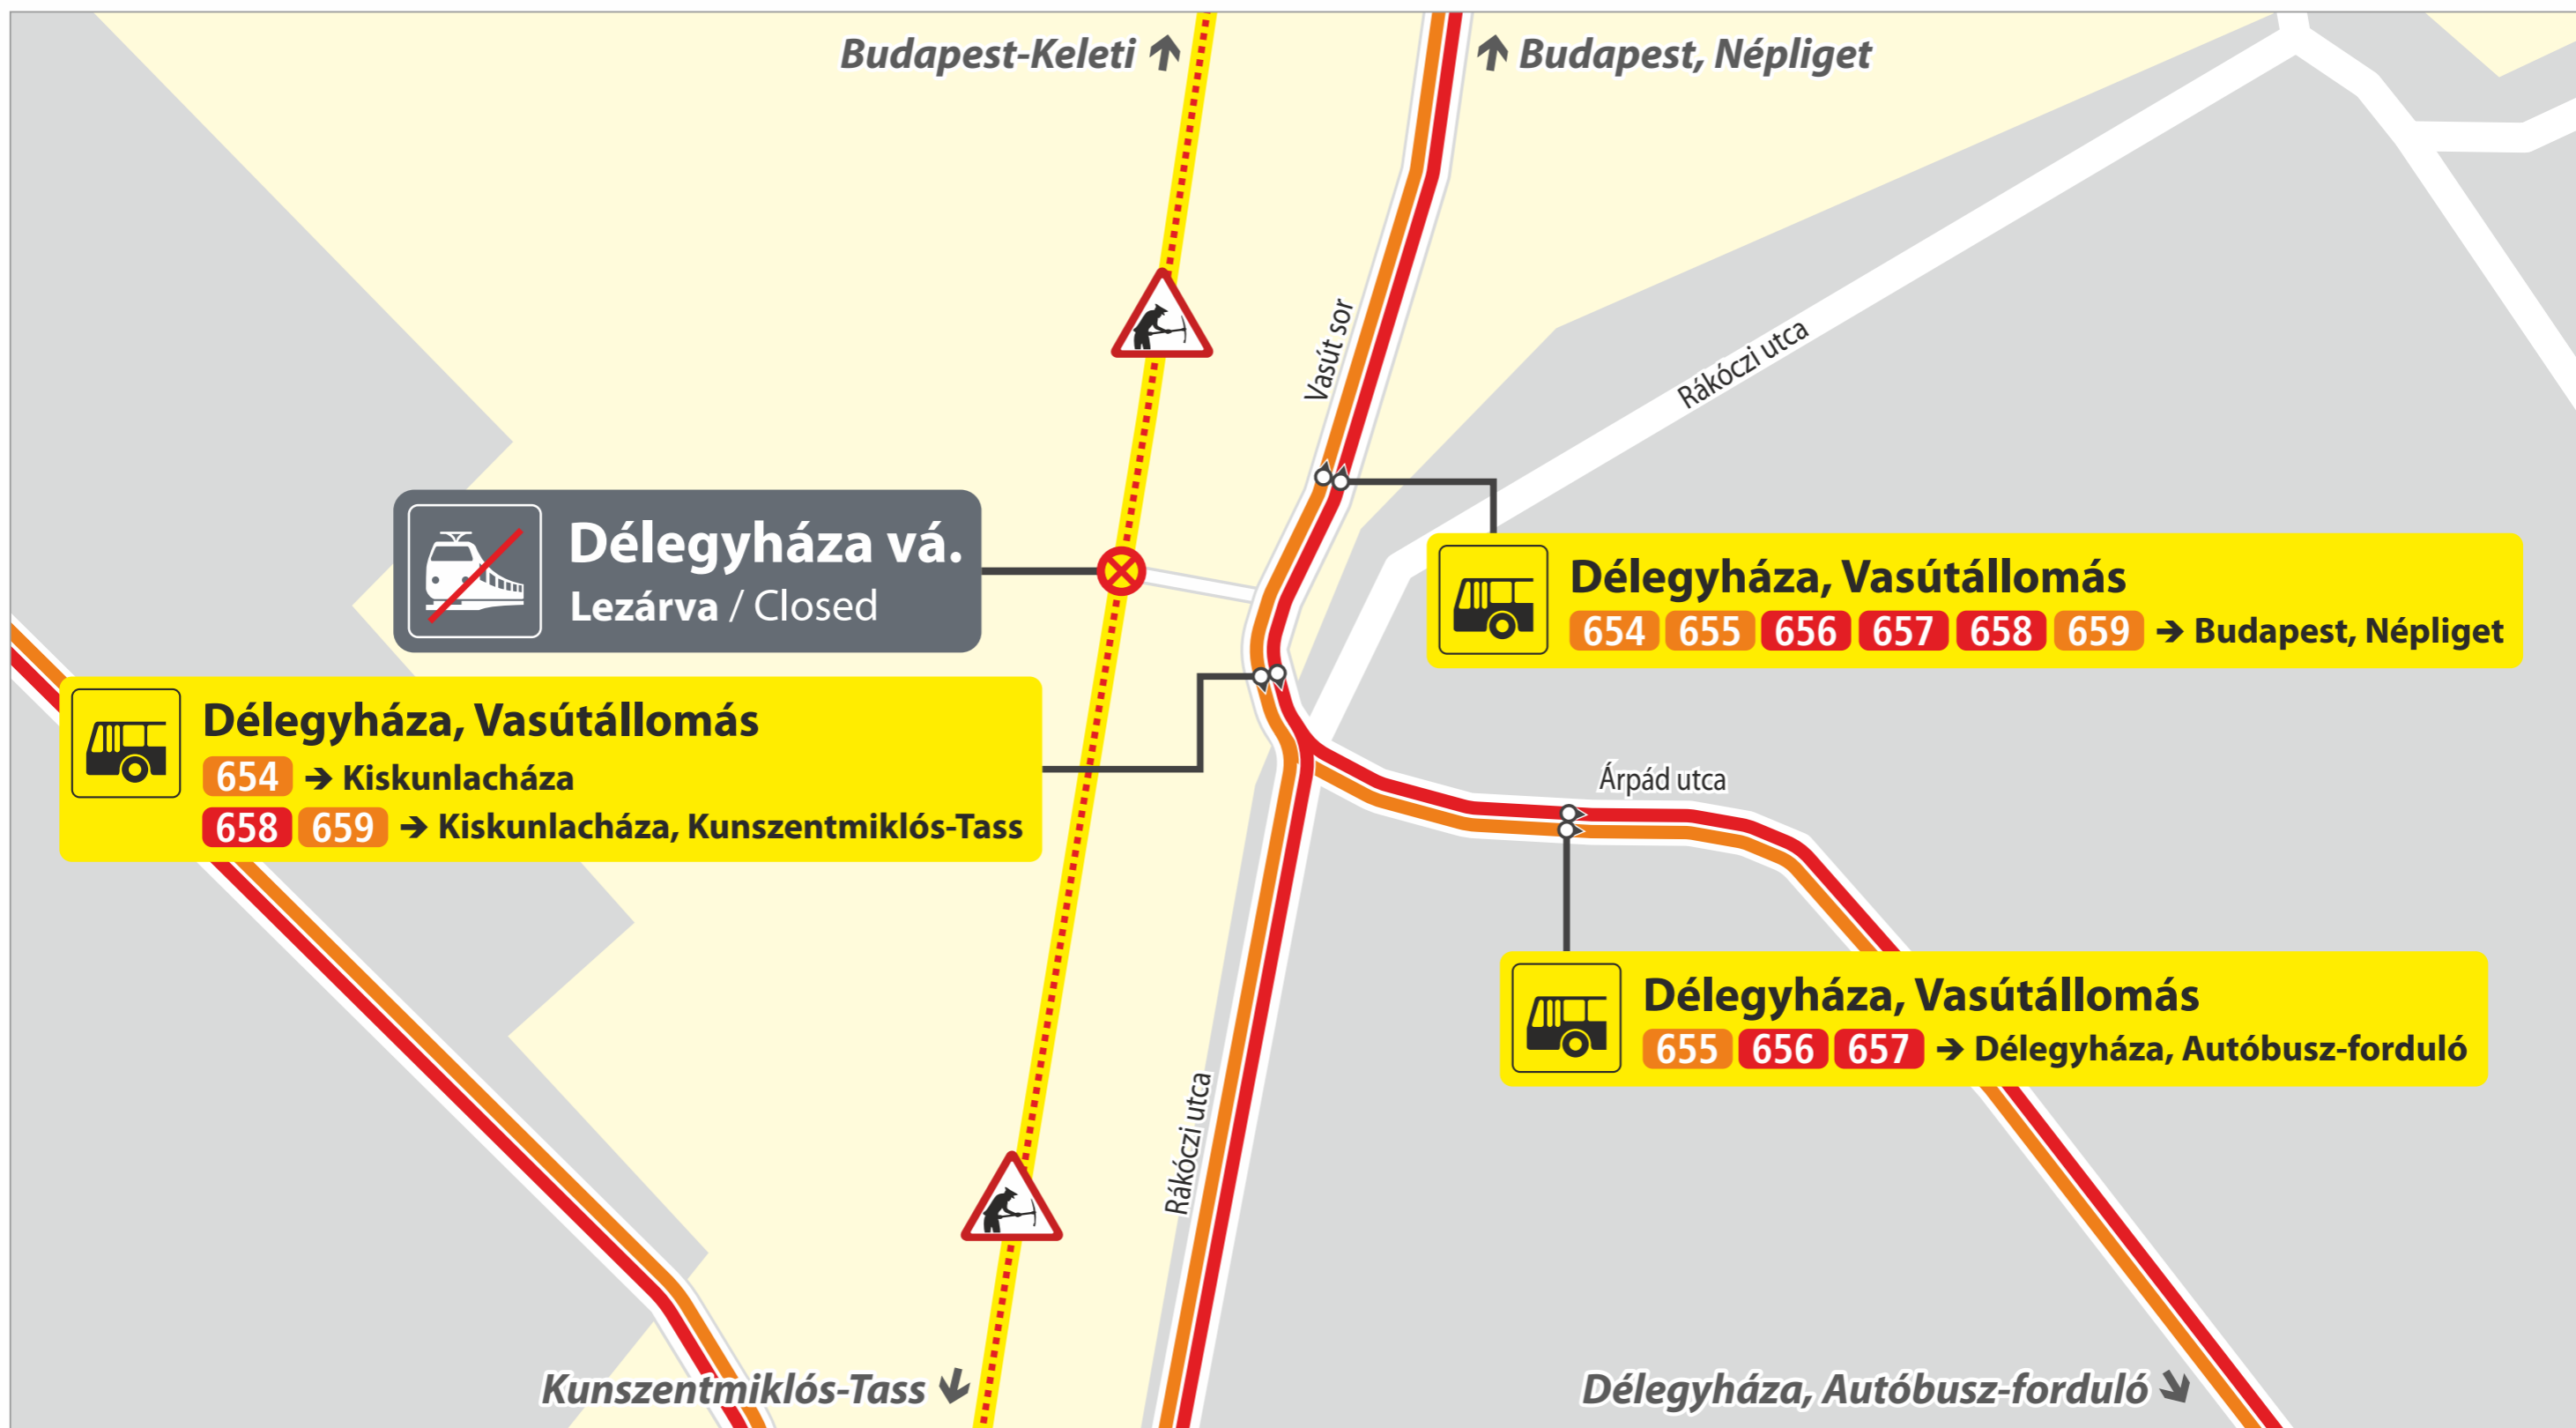 Budapest-Keleti ↑
↑ Budapest, Népliget
Vasút sor
Rákóczi utca
Délegyháza vá.
Lezárva / Closed
Délegyháza, Vasútállomás
654 655 656 657 658 659 → Budapest, Népliget
Délegyháza, Vasútállomás
654 → Kiskunlacháza
658 659 → Kiskunlacháza, Kunszentmiklós-Tass
Árpád utca
Délegyháza, Vasútállomás
655 656 657 → Délegyháza, Autóbusz-forduló
Rákóczi utca
Kunszentmiklós-Tass ↓
Délegyháza, Autóbusz-forduló ↘